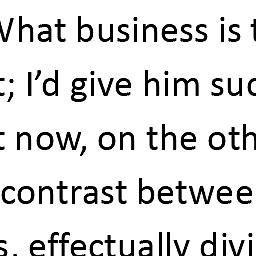 What business is t
t; I’d give him suc
t now, on the oth
contrast betwee
s, effectually divi